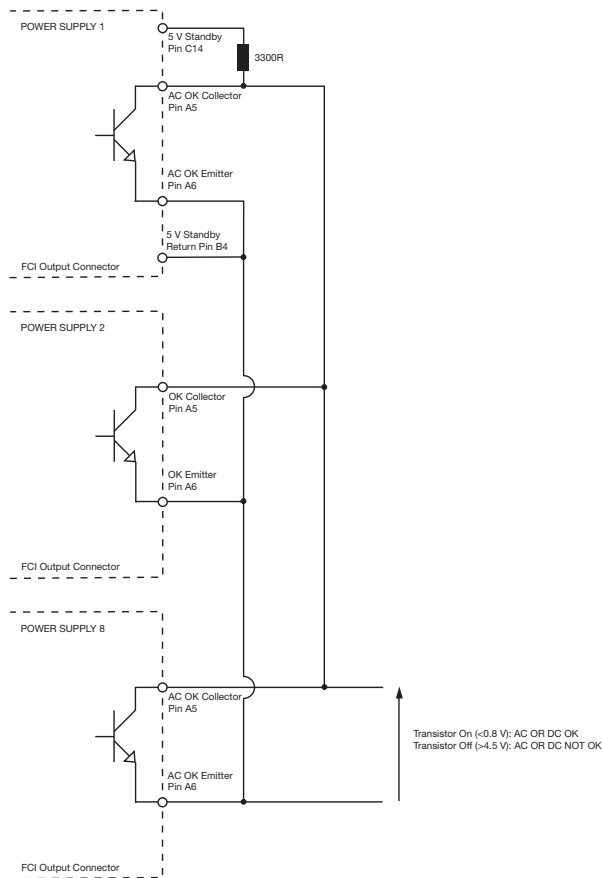 POWER SUPPLY 1
5 V Standby
Pin C14
3300R
AC OK Collector
Pin A5
AC OK Emitter
Pin A6
5 V Standby
Return Pin B4
FCI Output Connector
POWER SUPPLY 2
OK Collector
Pin A5
OK Emitter
Pin A6
FCI Output Connector
POWER SUPPLY 8
AC OK Collector
Pin A5
Transistor On (<0.8 V): AC OR DC OK
Transistor Off (>4.5 V): AC OR DC NOT OK
AC OK Emitter
Pin A6
FCI Output Connector